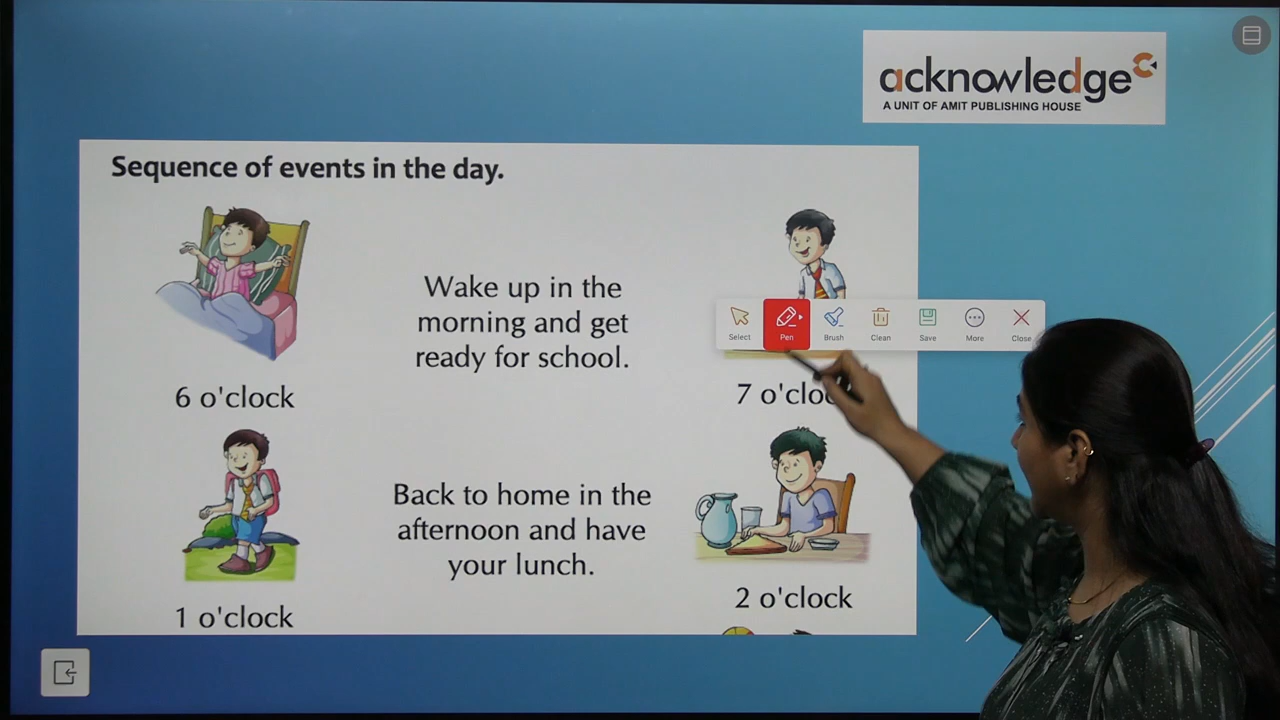 acknowledge
A UNIT OF AMIT PUBLISHING HOUSE
Sequence of events in the day.
Wake up in the
morning and get
ready for school.
Select
Pen
Brush
Clean
Save
More
Close
6 o'clock
7 o'cloc
Back to home in the
afternoon and have
your lunch.
1 o'clock
2 o'clock